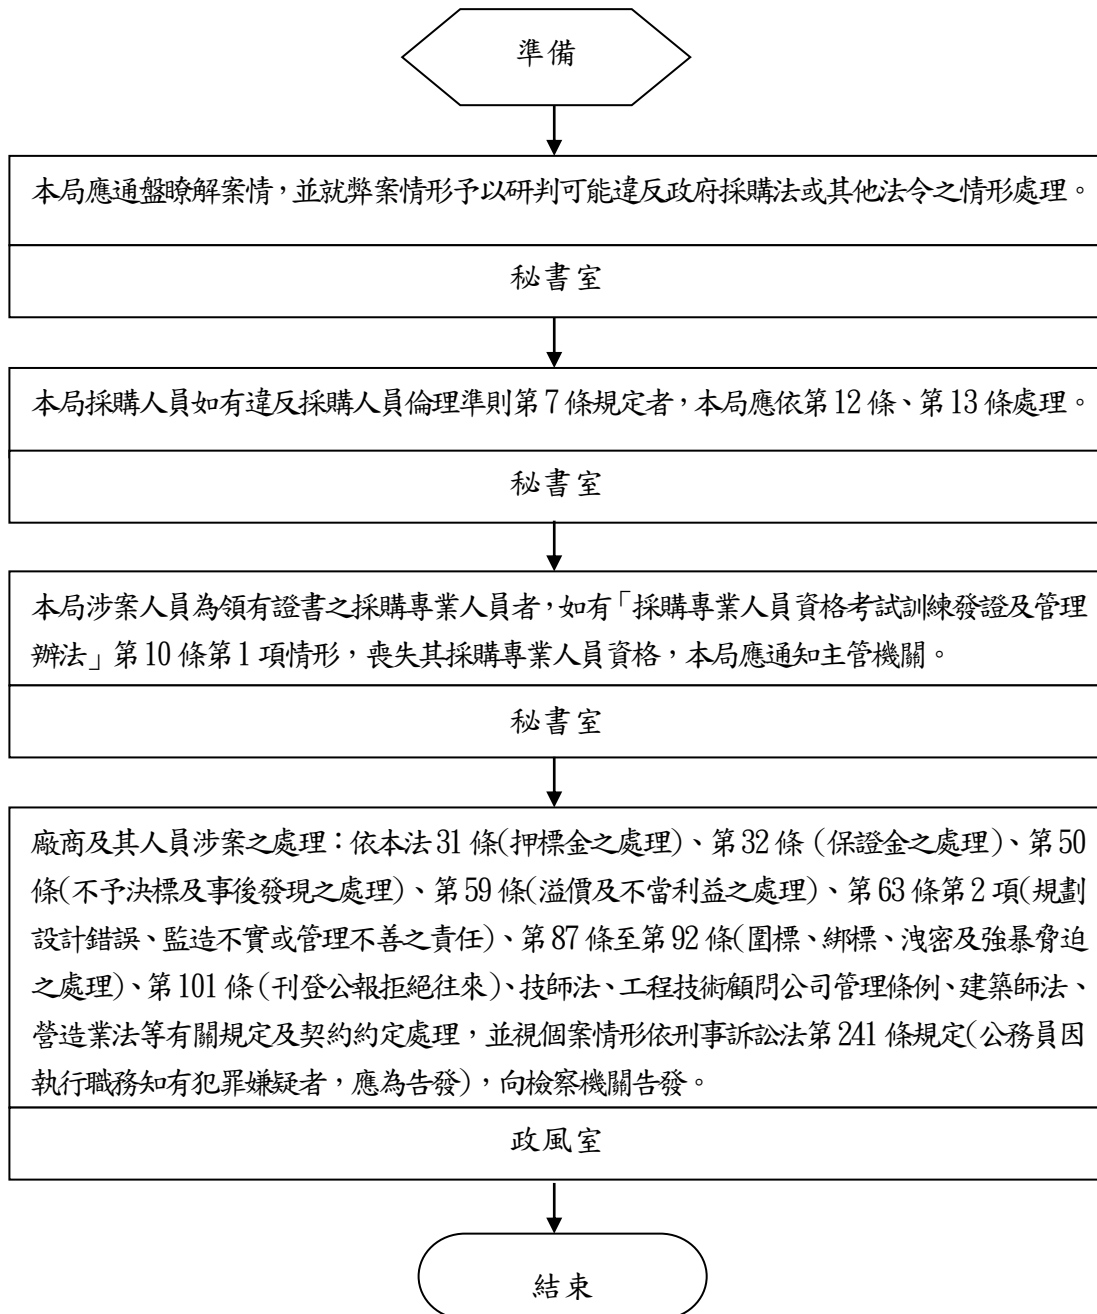 準備
本局應通盤瞭解案情，並就弊案情形予以研判可能違反政府採購法或其他法令之情形處理。
秘書室
本局採購人員如有違反採購人員倫理準則第7條規定者，本局應依第12條、第13條處理。
秘書室
本局涉案人員為領有證書之採購專業人員者，如有「採購專業人員資格考試訓練發證及管理
辦法」第10條第1項情形，喪失其採購專業人員資格，本局應通知主管機關。
秘書室
廠商及其人員涉案之處理：依本法31條(押標金之處理)、第32條 (保證金之處理)、第50
條(不予決標及事後發現之處理)、第59條(溢價及不當利益之處理)、第63條第2項(規劃
設計錯誤、監造不實或管理不善之責任)、第87條至第92條(圍標、綁標、洩密及強暴脅迫
之處理)、第101條(刊登公報拒絕往來)、技師法、工程技術顧問公司管理條例、建築師法、
營造業法等有關規定及契約約定處理，並視個案情形依刑事訴訟法第241條規定(公務員因
執行職務知有犯罪嫌疑者，應為告發)，向檢察機關告發。
政風室
結束